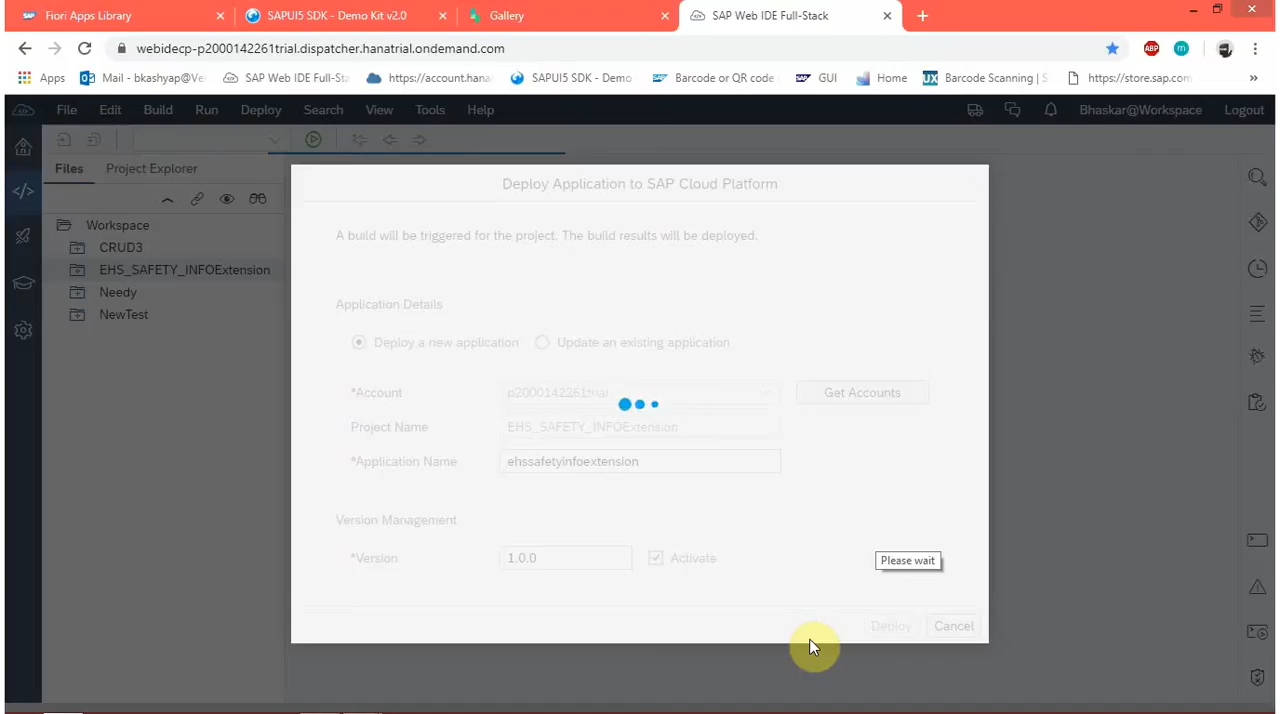 Fiori Apps Library
SAPUI5 SDK - Demo Kit v2.0
Gallery
SAP Web IDE Full-Stack
webidecp-p2000142261trial.dispatcher.hanatrial.ondemand.com
ABP
m
Apps
Mail - bkashyap@Ve
SAP Web IDE Full-Sta
https://account.hana
SAPUI5 SDK - Demo
Barcode or QR code
GUI
Home
UX
Barcode Scanning | S
https://store.sap.com
»
File Edit Build Run Deploy Search View Tools Help
Bhaskar@Workspace
Logout
Files
Project Explorer
Workspace
CRUD3
EHS_SAFETY_INFOExtension
Needy
NewTest
Deploy Application to SAP Cloud Platform
A build will be triggered for the project. The build results will be deployed.
Application Details
Deploy a new application
Update an existing application
*Account
p2000142261trial
Get Accounts
Project Name
EHS_SAFETY_INFOExtension
*Application Name
ehssafetyinfoextension
Version Management
*Version
1.0.0
Activate
Please wait
Deploy
Cancel